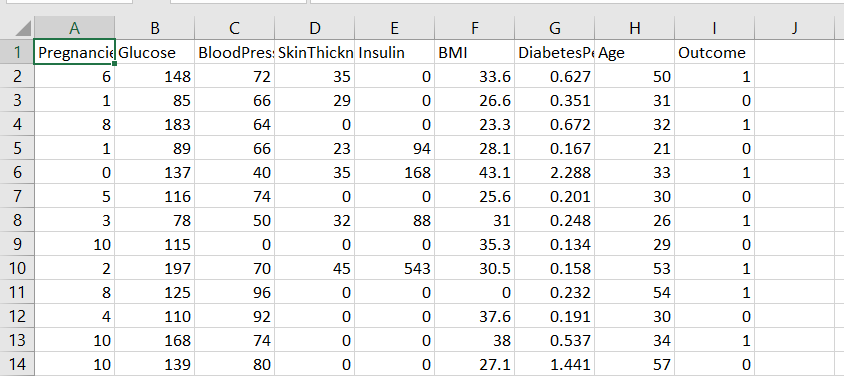 A B C D E F G H I J
1 Pregnancie Glucose BloodPress SkinThickn Insulin BMI DiabetesPe Age Outcome
2 6 148 72 35 0 33.6 0.627 50 1
3 1 85 66 29 0 26.6 0.351 31 0
4 8 183 64 0 0 23.3 0.672 32 1
5 1 89 66 23 94 28.1 0.167 21 0
6 0 137 40 35 168 43.1 2.288 33 1
7 5 116 74 0 0 25.6 0.201 30 0
8 3 78 50 32 88 31 0.248 26 1
9 10 115 0 0 0 35.3 0.134 29 0
10 2 197 70 45 543 30.5 0.158 53 1
11 8 125 96 0 0 0 0.232 54 1
12 4 110 92 0 0 37.6 0.191 30 0
13 10 168 74 0 0 38 0.537 34 1
14 10 139 80 0 0 27.1 1.441 57 0